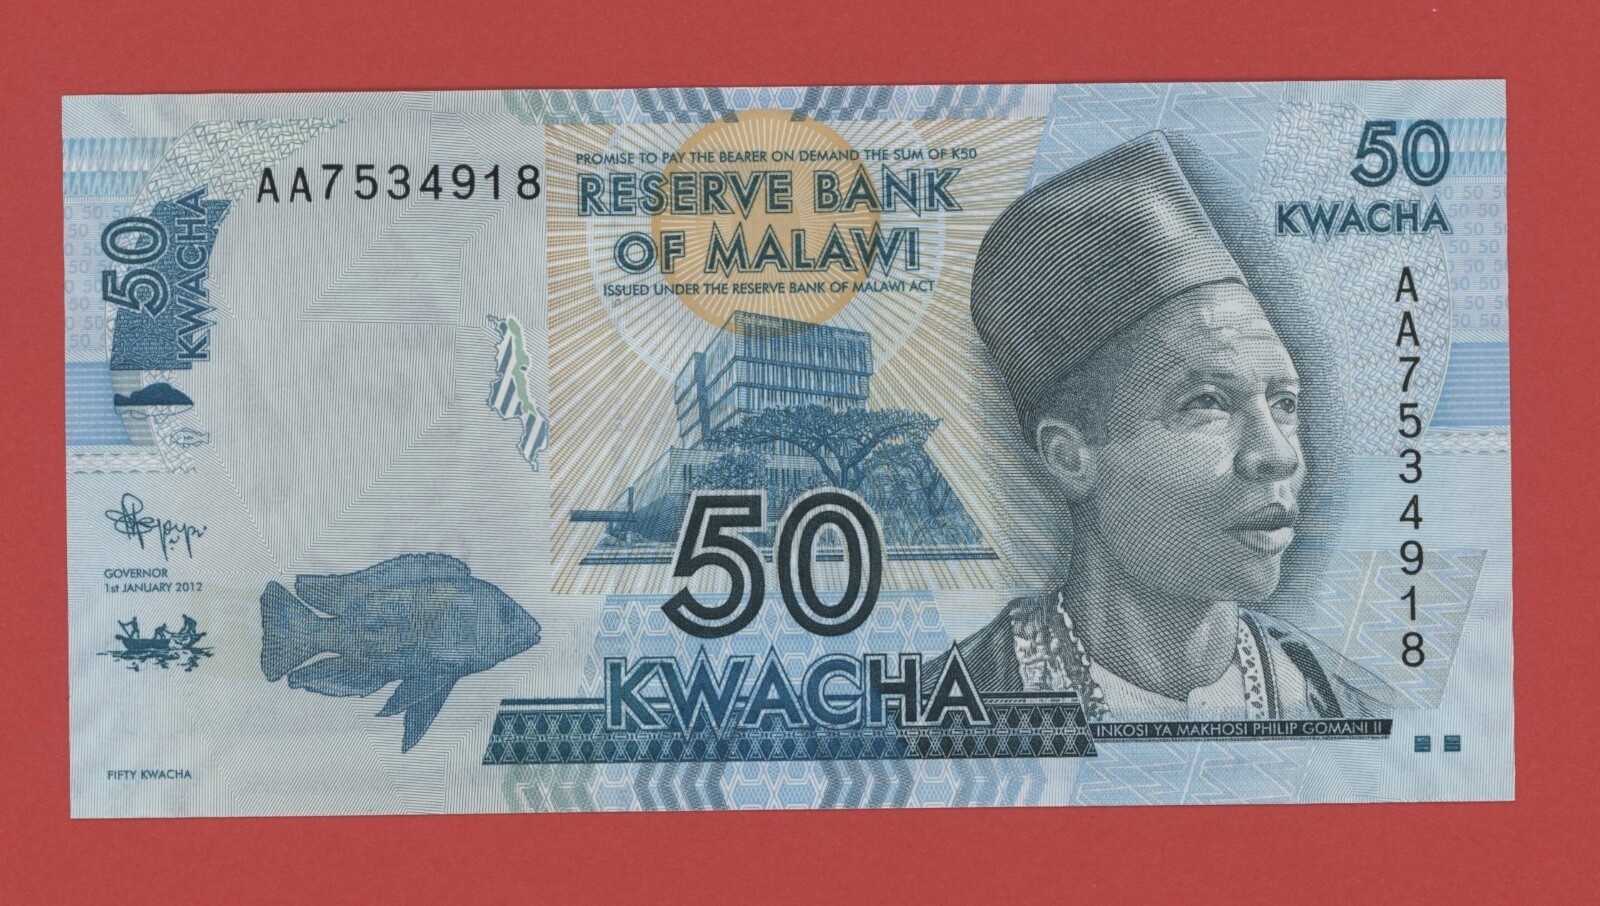 AA7534918
PROMISE TO PAY THE BEARER ON DEMAND THE SUM OF K50
RESERVE BANK
OF MALAWI
ISSUED UNDER THE RESERVE BANK OF MALAWI ACT
50
KWACHA
50
KWACHA
AA7534918
GOVERNOR
1st JANUARY 2012
50
KWACHA
INKOSI YA MAKHOSI PHILIP GOMANI II
FIFTY KWACHA